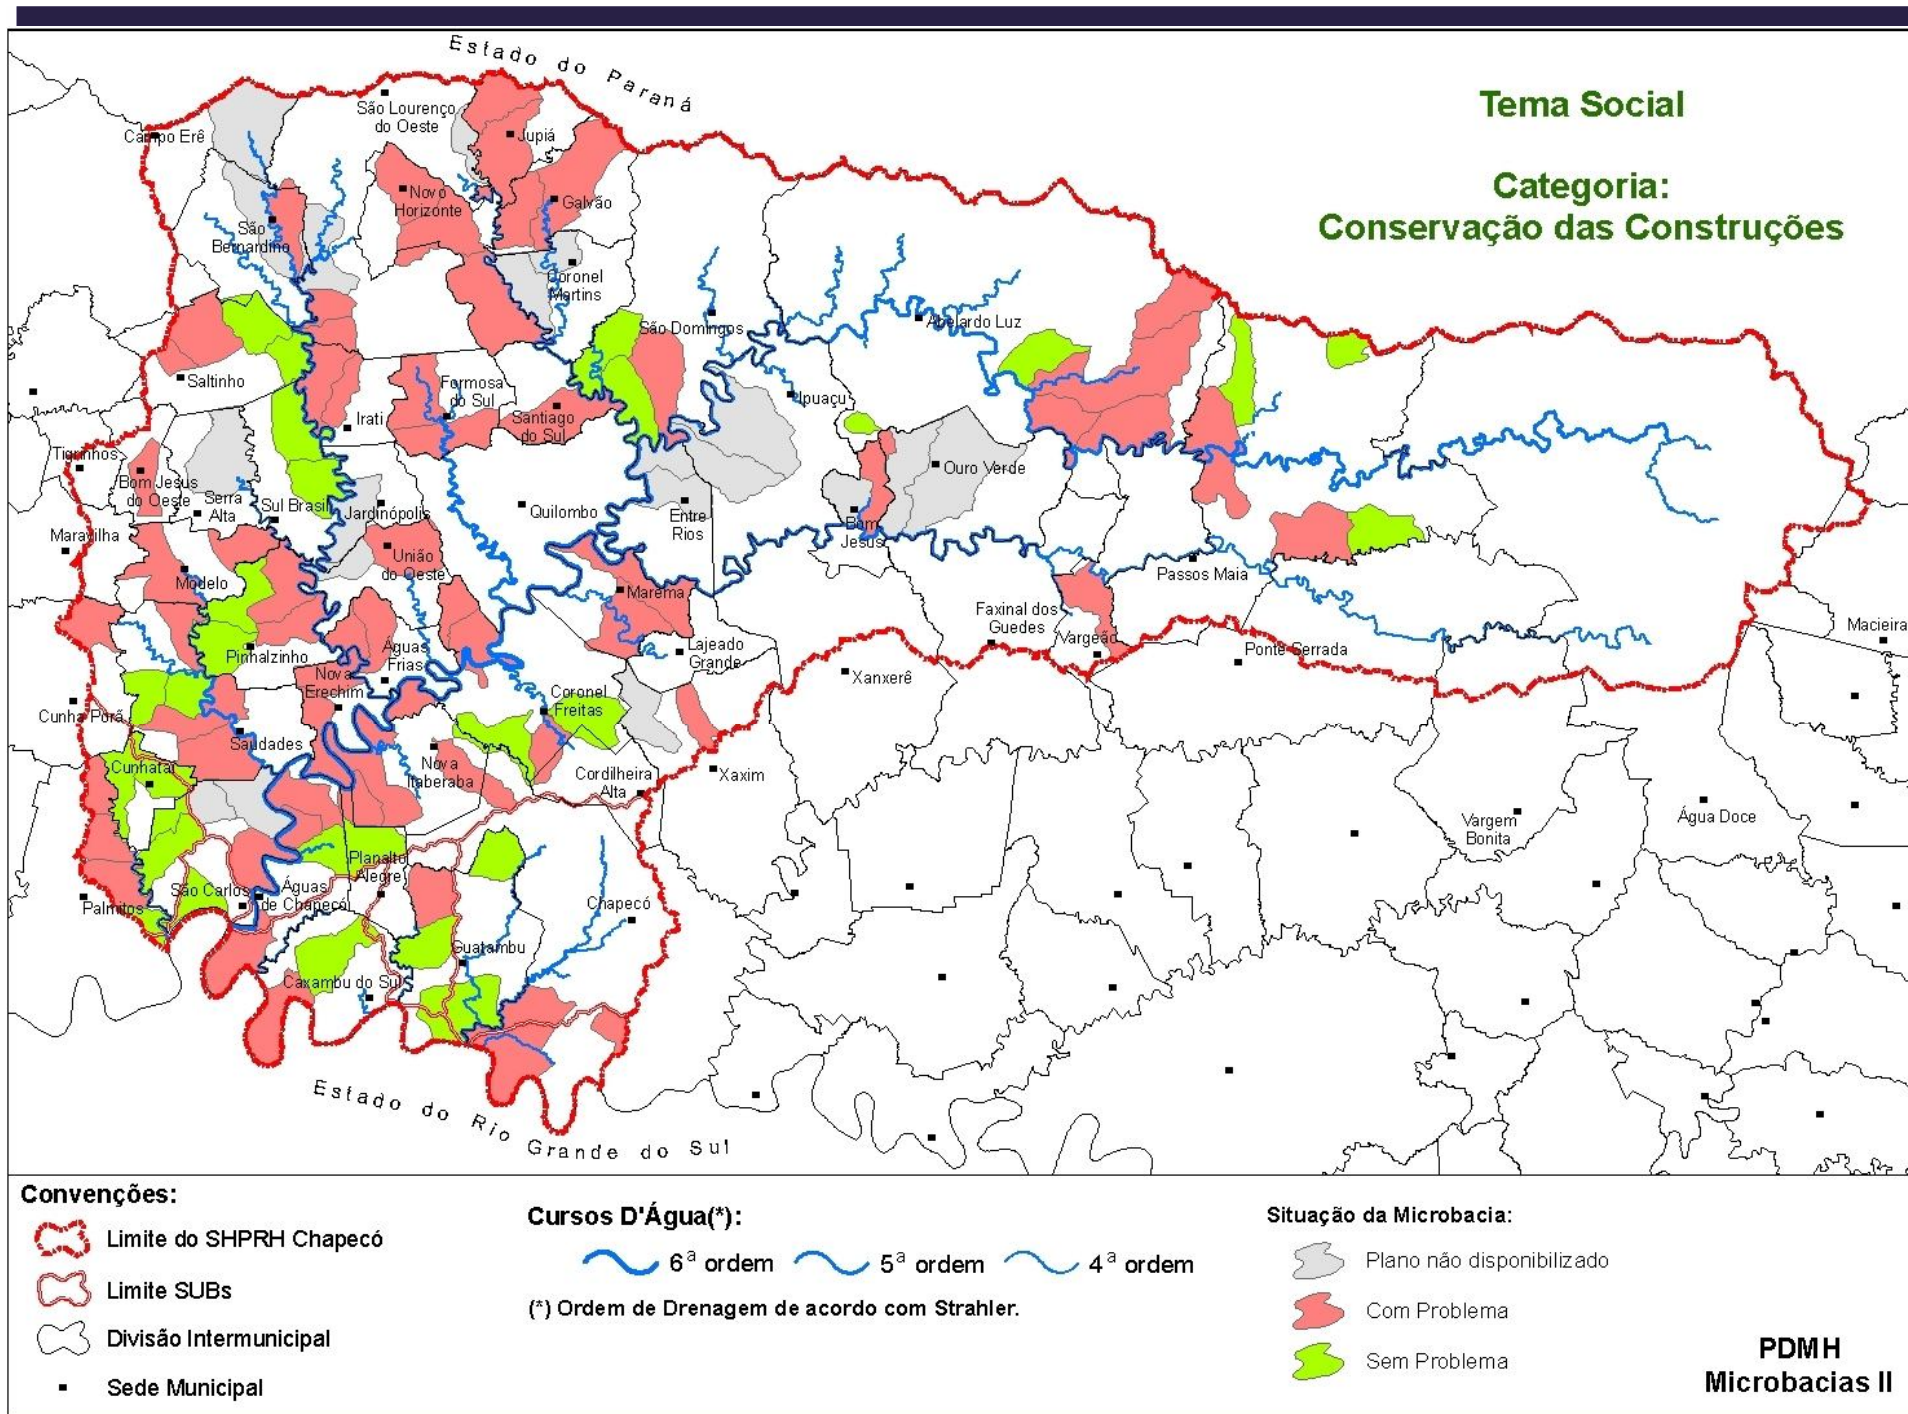 Estado do Paraná
Tema Social
Categoria:
Conservação das Construções
São Lourenço
do Oeste
Campo Erê
Jupiá
Novo
Horizonte
Galvão
São
Bernardino
Coronel
Martins
São Domingos
Abelardo Luz
Saltinho
Formosa
do Sul
Ipuaçu
Irati
Santiago
do Sul
Tigrinhos
Bom Jesus
do Oeste
Serra
Alta
Sul Brasil
Jardinópolis
Quilombo
Entre
Rios
Ouro Verde
Bom
Jesus
Maravilha
Modelo
União
do Oeste
Marema
Passos Maia
Pinhalzinho
Águas
Frias
Lajeado
Grande
Faxinal dos
Guedes
Vargeão
Ponte Serrada
Macieira
Nova
Erechim
Coronel
Freitas
Xanxerê
Cunha Porã
Saudades
Nova
Itaberaba
Cordilheira
Alta
Xaxim
Cunhataí
Vargem
Bonita
Água Doce
Planalto
Alegre
São Carlos
Águas
de Chapecó
Palmitos
Chapecó
Guatambu
Caxambu do Sul
Estado do Rio Grande do Sul
Convenções:
Limite do SHPRH Chapecó
Limite SUBs
Divisão Intermunicipal
Sede Municipal
Cursos D'Água(*):
6ª ordem
5ª ordem
4ª ordem
(*) Ordem de Drenagem de acordo com Strahler.
Situação da Microbacia:
Plano não disponibilizado
Com Problema
Sem Problema
PDMH
Microbacias II